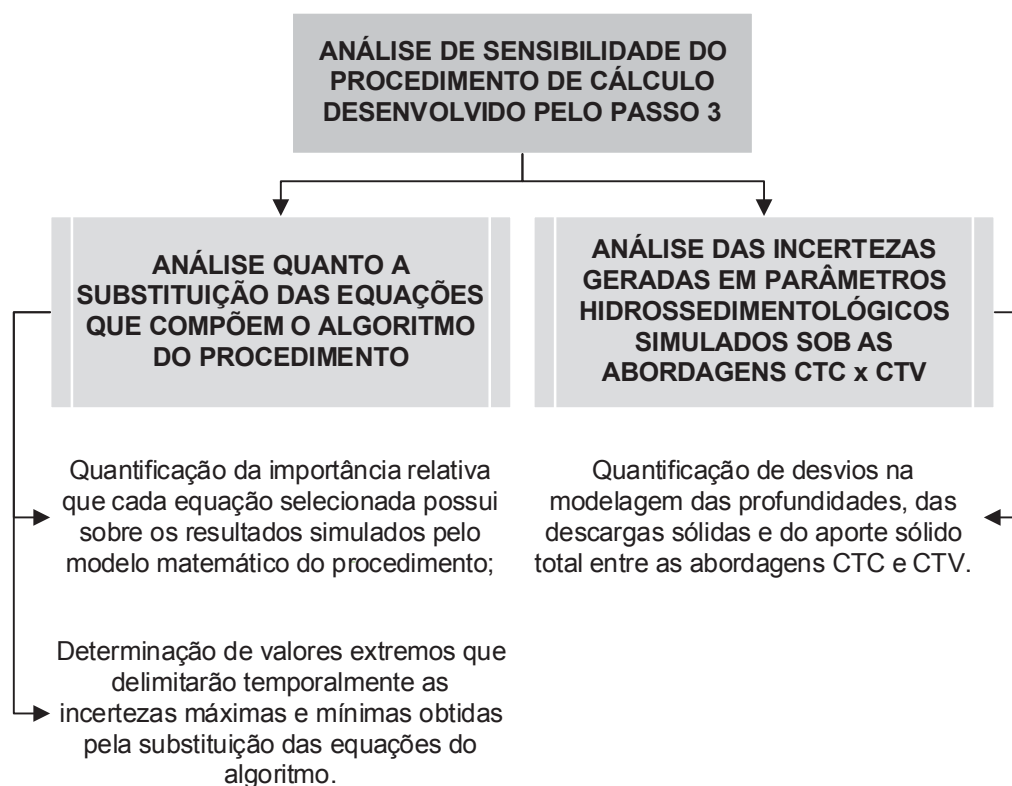 ANÁLISE DE SENSIBILIDADE DO
PROCEDIMENTO DE CÁLCULO
DESENVOLVIDO PELO PASSO 3
ANÁLISE QUANTO A
SUBSTITUIÇÃO DAS EQUAÇÕES
QUE COMPÕEM O ALGORITMO
DO PROCEDIMENTO
ANÁLISE DAS INCERTEZAS
GERADAS EM PARÂMETROS
HIDROSSEDIMENTOLÓGICOS
SIMULADOS SOB AS
ABORDAGENS CTC x CTV
Quantificação da importância relativa
que cada equação selecionada possui
sobre os resultados simulados pelo
modelo matemático do procedimento;
Quantificação de desvios na
modelagem das profundidades, das
descargas sólidas e do aporte sólido
total entre as abordagens CTC e CTV.
Determinação de valores extremos que
delimitarão temporalmente as
incertezas máximas e mínimas obtidas
pela substituição das equações do
algoritmo.